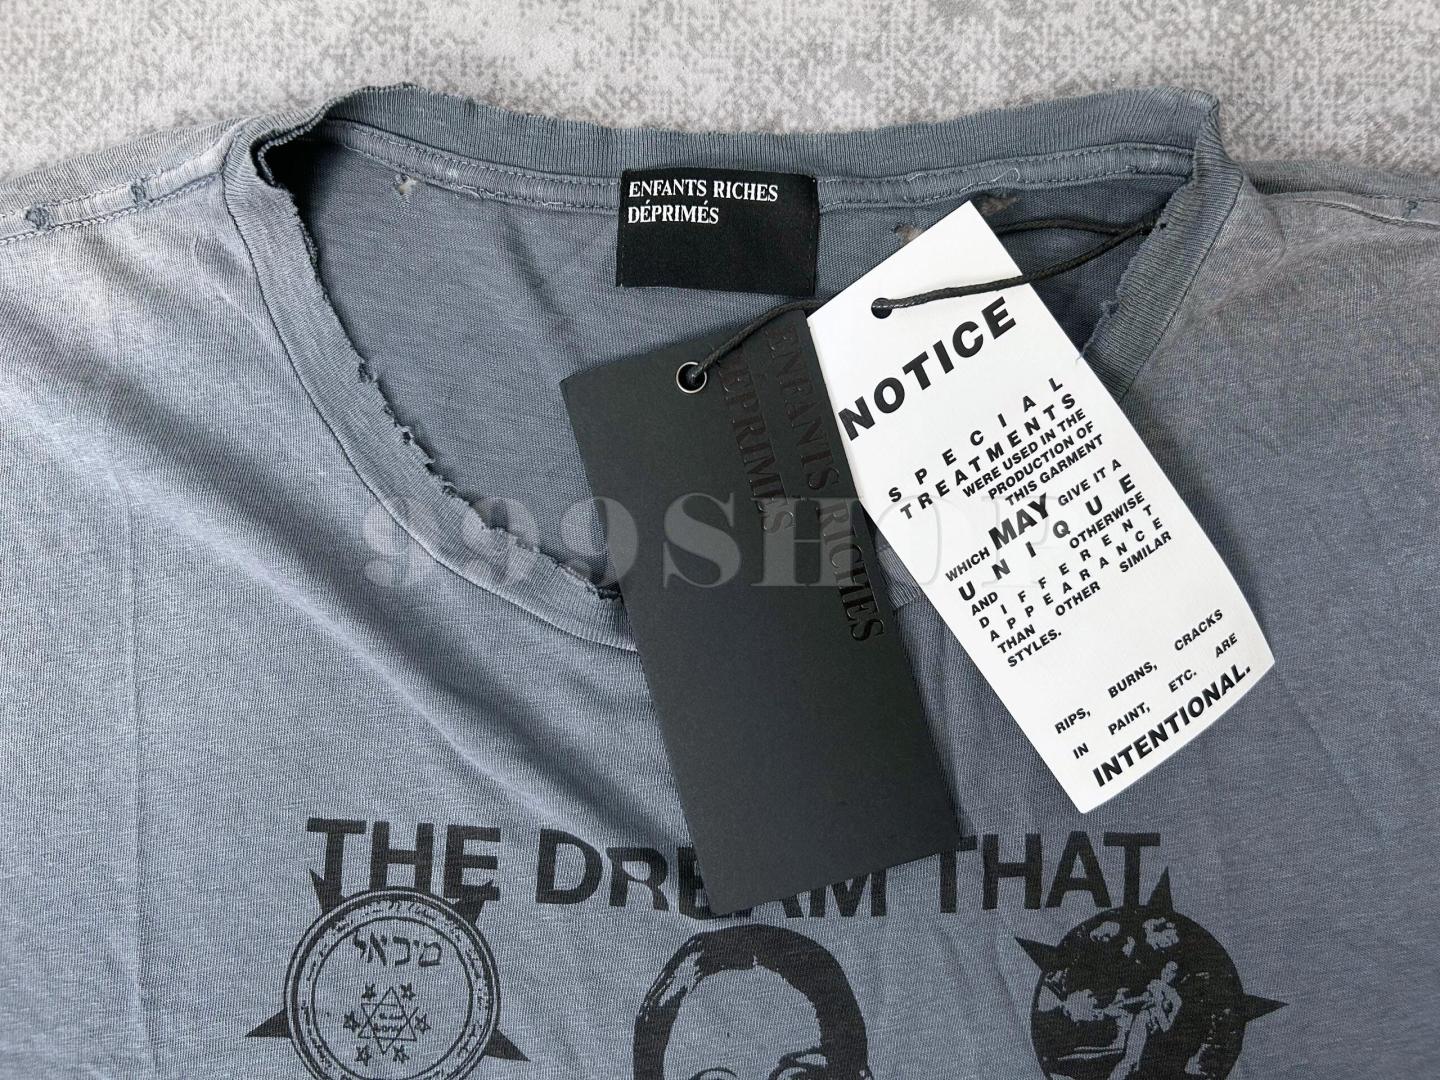 ENFANTS RICHES
DÉPRIMÉS
ENFANTS RICHES
DÉPRIMÉS
NOTICE
SPECIAL
TREATMENTS
WERE USED IN THE
PRODUCTION OF
THIS GARMENT
WHICH MAY GIVE IT A
UNIQUE
AND OTHERWISE
DIFFERENT
APPEARANCE
THAN OTHER SIMILAR
STYLES.
RIPS, BURNS, CRACKS
IN PAINT, ETC. ARE
INTENTIONAL.
999SHOP
THE DREAM THAT
מיכאל